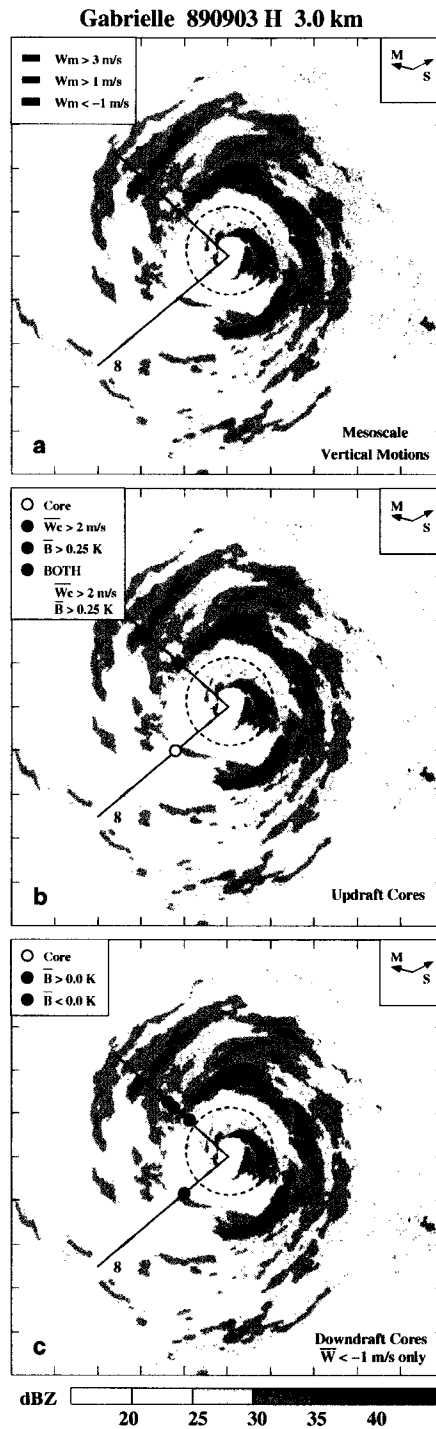 Gabrielle 890903 H 3.0 km
Wm > 3 m/s
Wm > 1 m/s
Wm < −1 m/s
M
S
8
a
Mesoscale
Vertical Motions
Core
W̅c̅ > 2 m/s
B̅ > 0.25 K
BOTH
W̅c̅ > 2 m/s
B̅ > 0.25 K
M
S
8
b
Updraft Cores
Core
B̅ > 0.0 K
B̅ < 0.0 K
M
S
8
c
Downdraft Cores
W̅ < −1 m/s only
dBZ
20 25 30 35 40